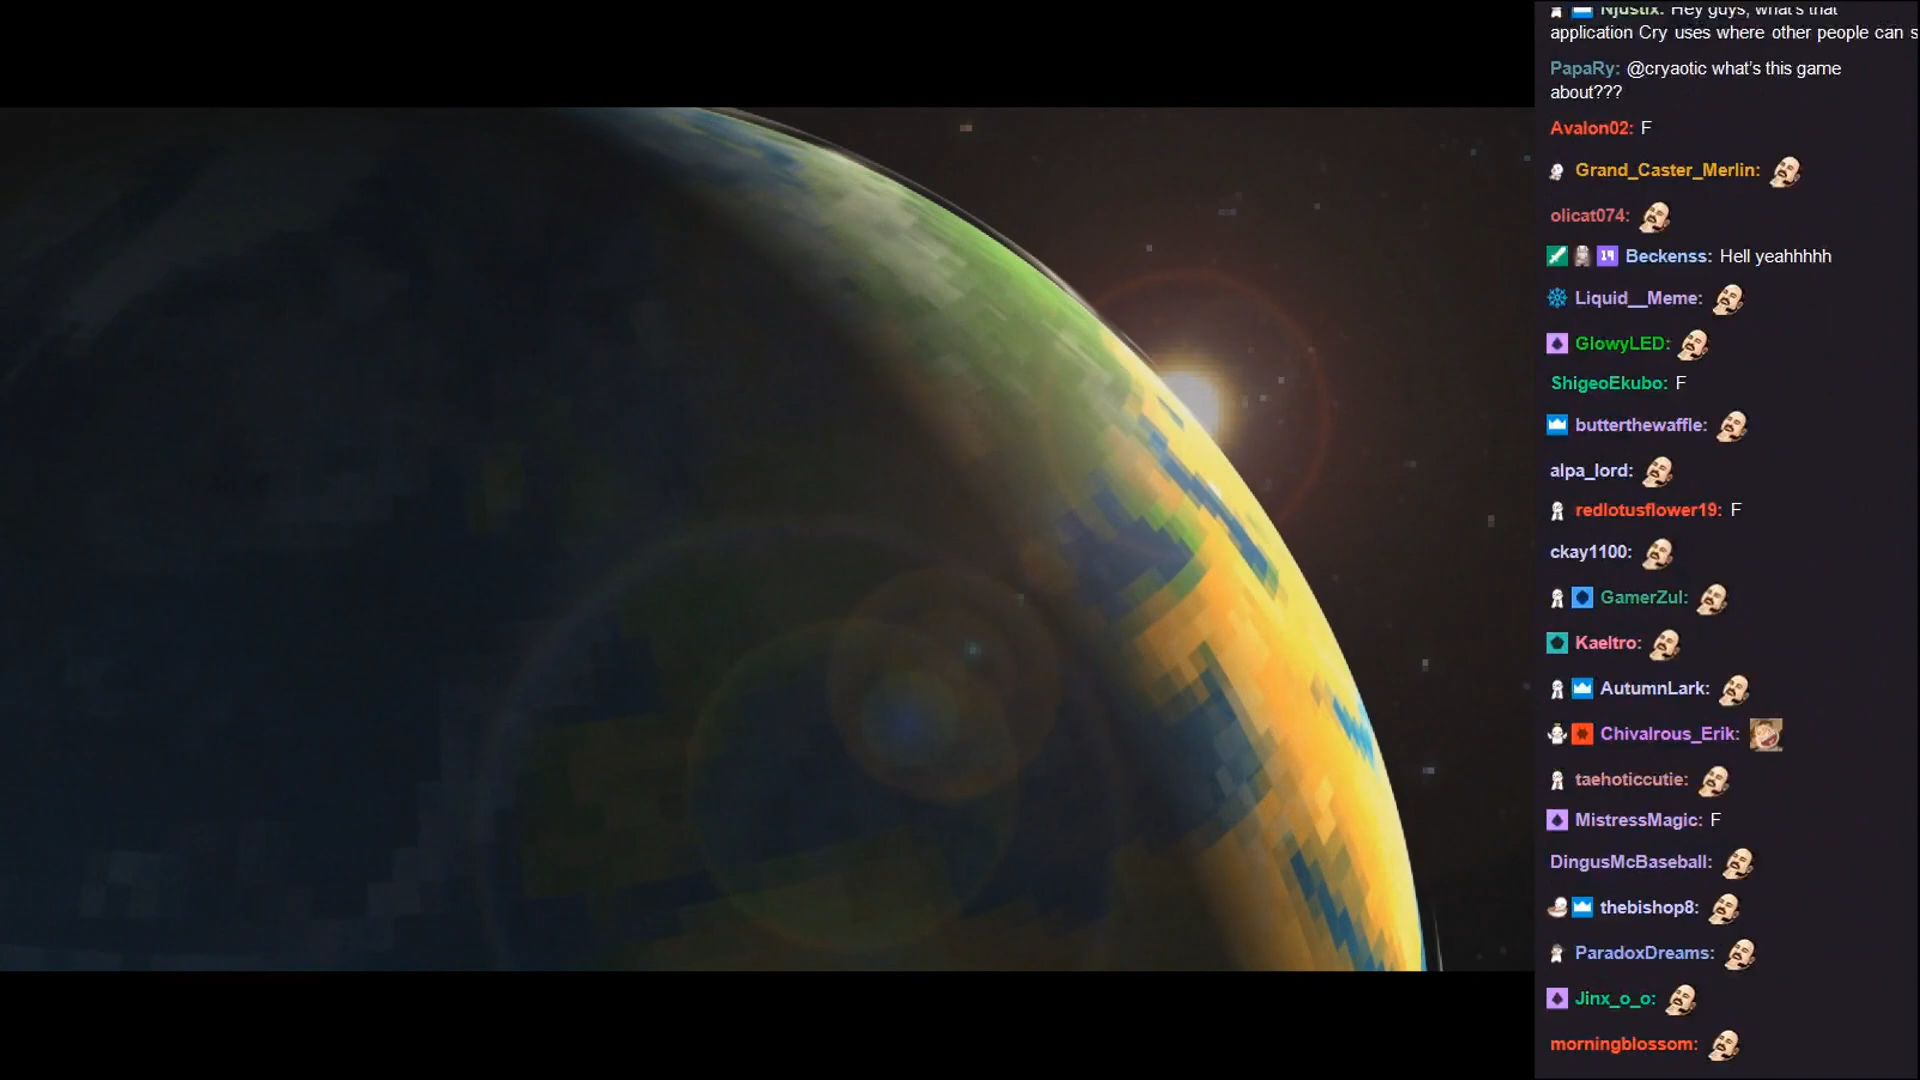 Njustix: Hey guys, what's that
application Cry uses where other people can s
PapaRy: @cryaotic what's this game
about???
Avalon02: F
Grand_Caster_Merlin:
olicat074:
Beckenss: Hell yeahhhhh
Liquid__Meme:
GlowyLED:
ShigeoEkubo: F
butterthewaffle:
alpa_lord:
redlotusflower19: F
ckay1100:
GamerZul:
Kaeltro:
AutumnLark:
Chivalrous_Erik:
taehoticcutie:
MistressMagic: F
DingusMcBaseball:
thebishop8:
ParadoxDreams:
Jinx_o_o:
morningblossom: